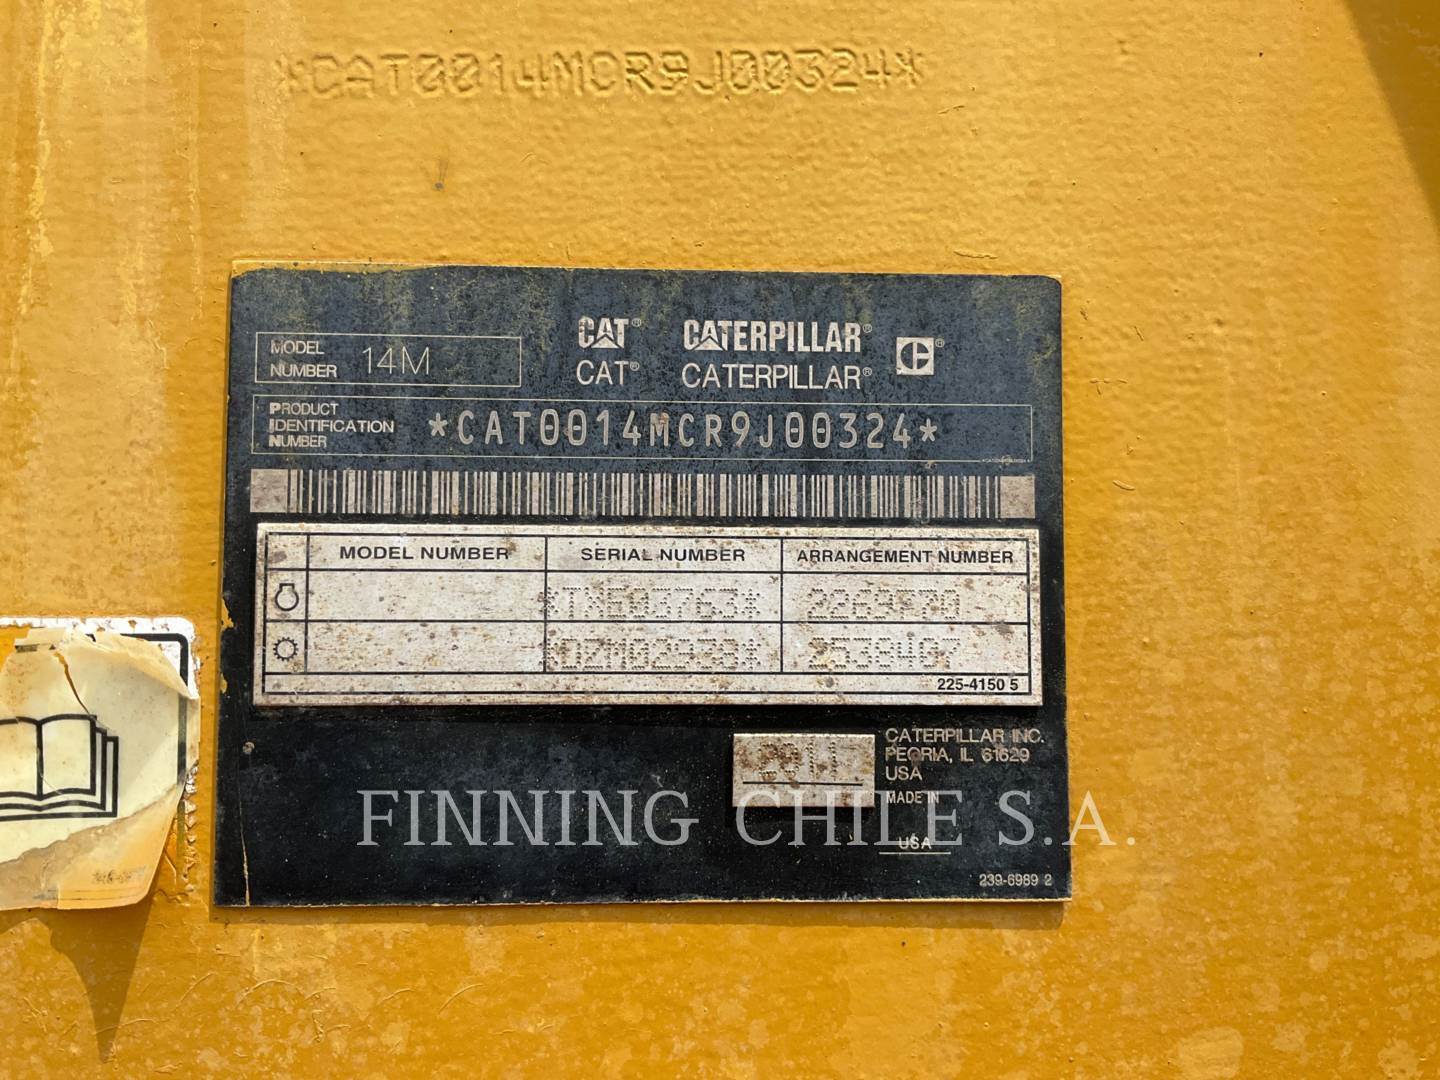 *CAT0014MCR9J00324*
CAT® CATERPILLAR®
MODEL NUMBER 14M
CAT® CATERPILLAR®
PRODUCT IDENTIFICATION NUMBER *CAT0014MCR9J00324*
MODEL NUMBER SERIAL NUMBER ARRANGEMENT NUMBER
225-4150 5
2011
CATERPILLAR INC.
PEORIA, IL 61629
USA
MADE IN
USA
FINNING CHILE S.A.
239-6989 2